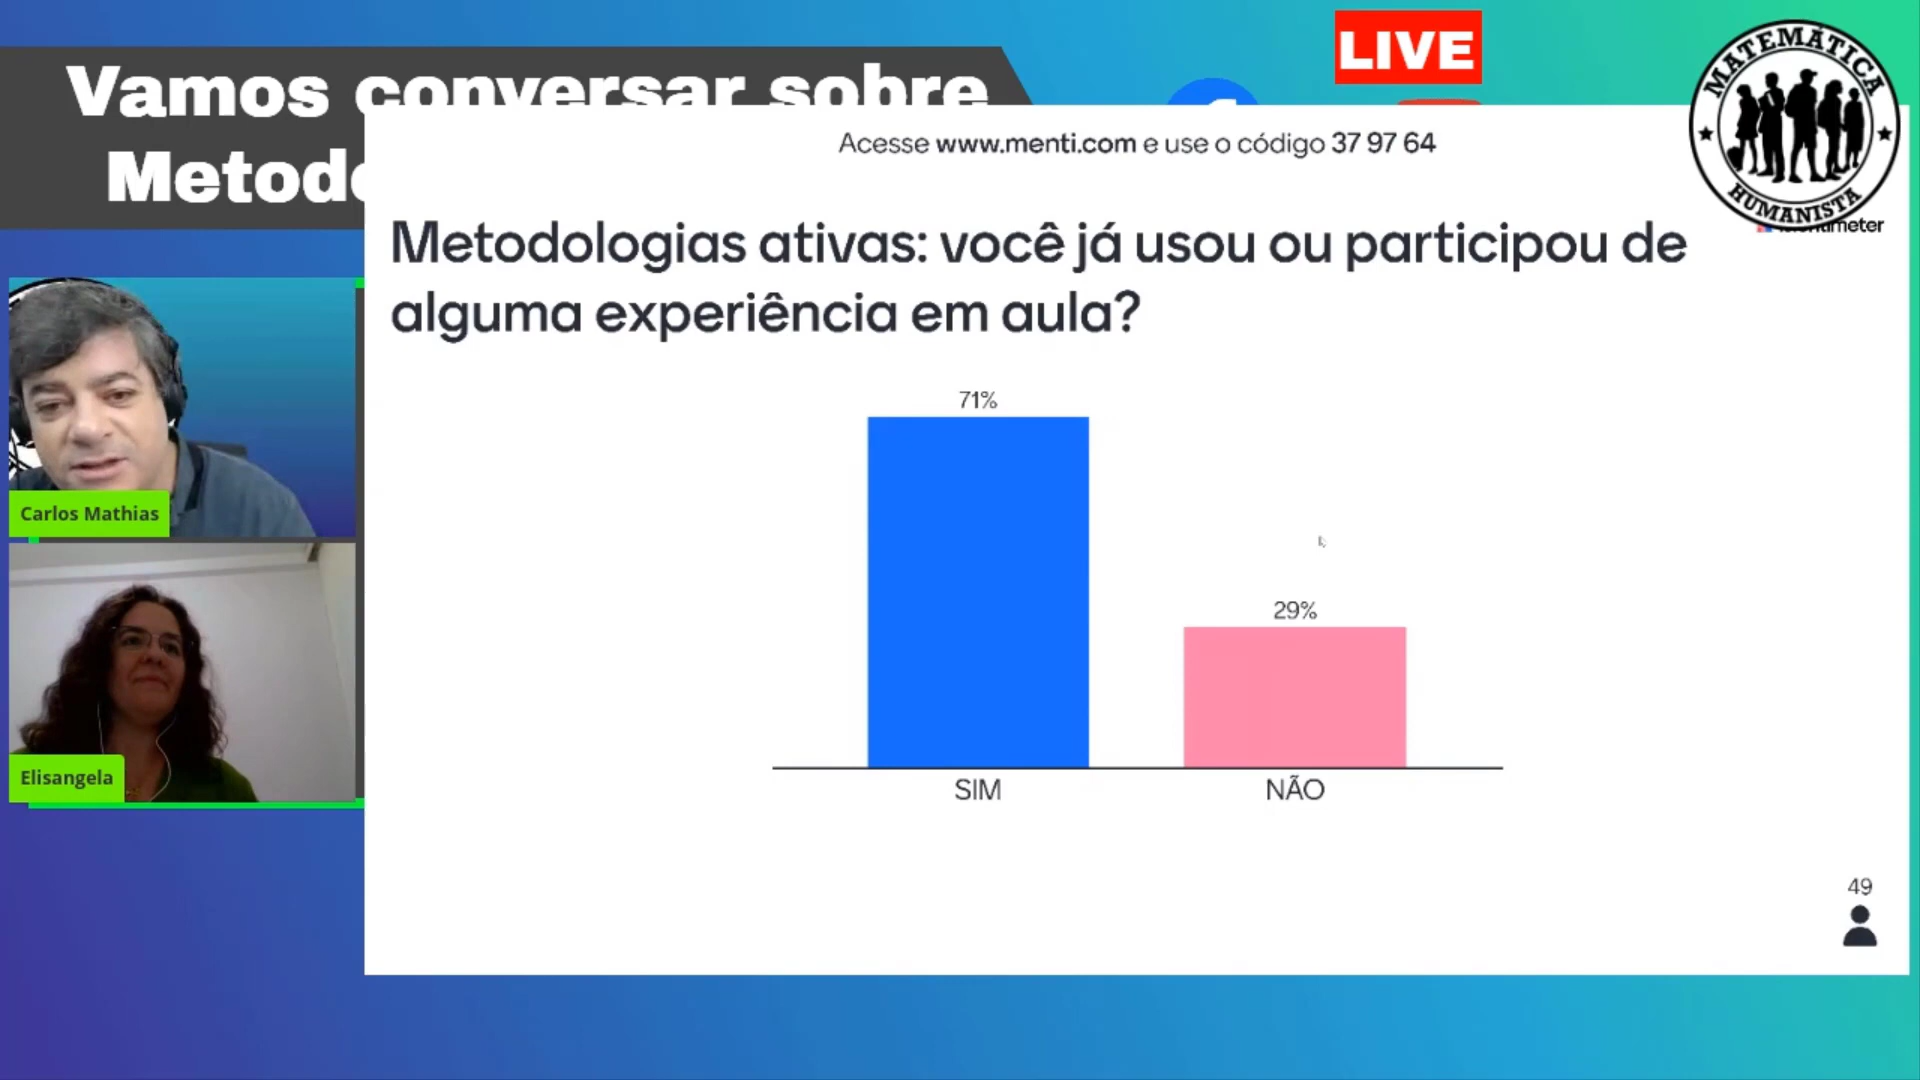 LIVE
MATEMÁTICA
HUMANISTA
Vamos conversar sobre
Acesse www.menti.com e use o código 37 97 64
Metodologias ativas: você já usou ou participou de
alguma experiência em aula?
71%
29%
SIM
NÃO
49
Carlos Mathias
Elisangela